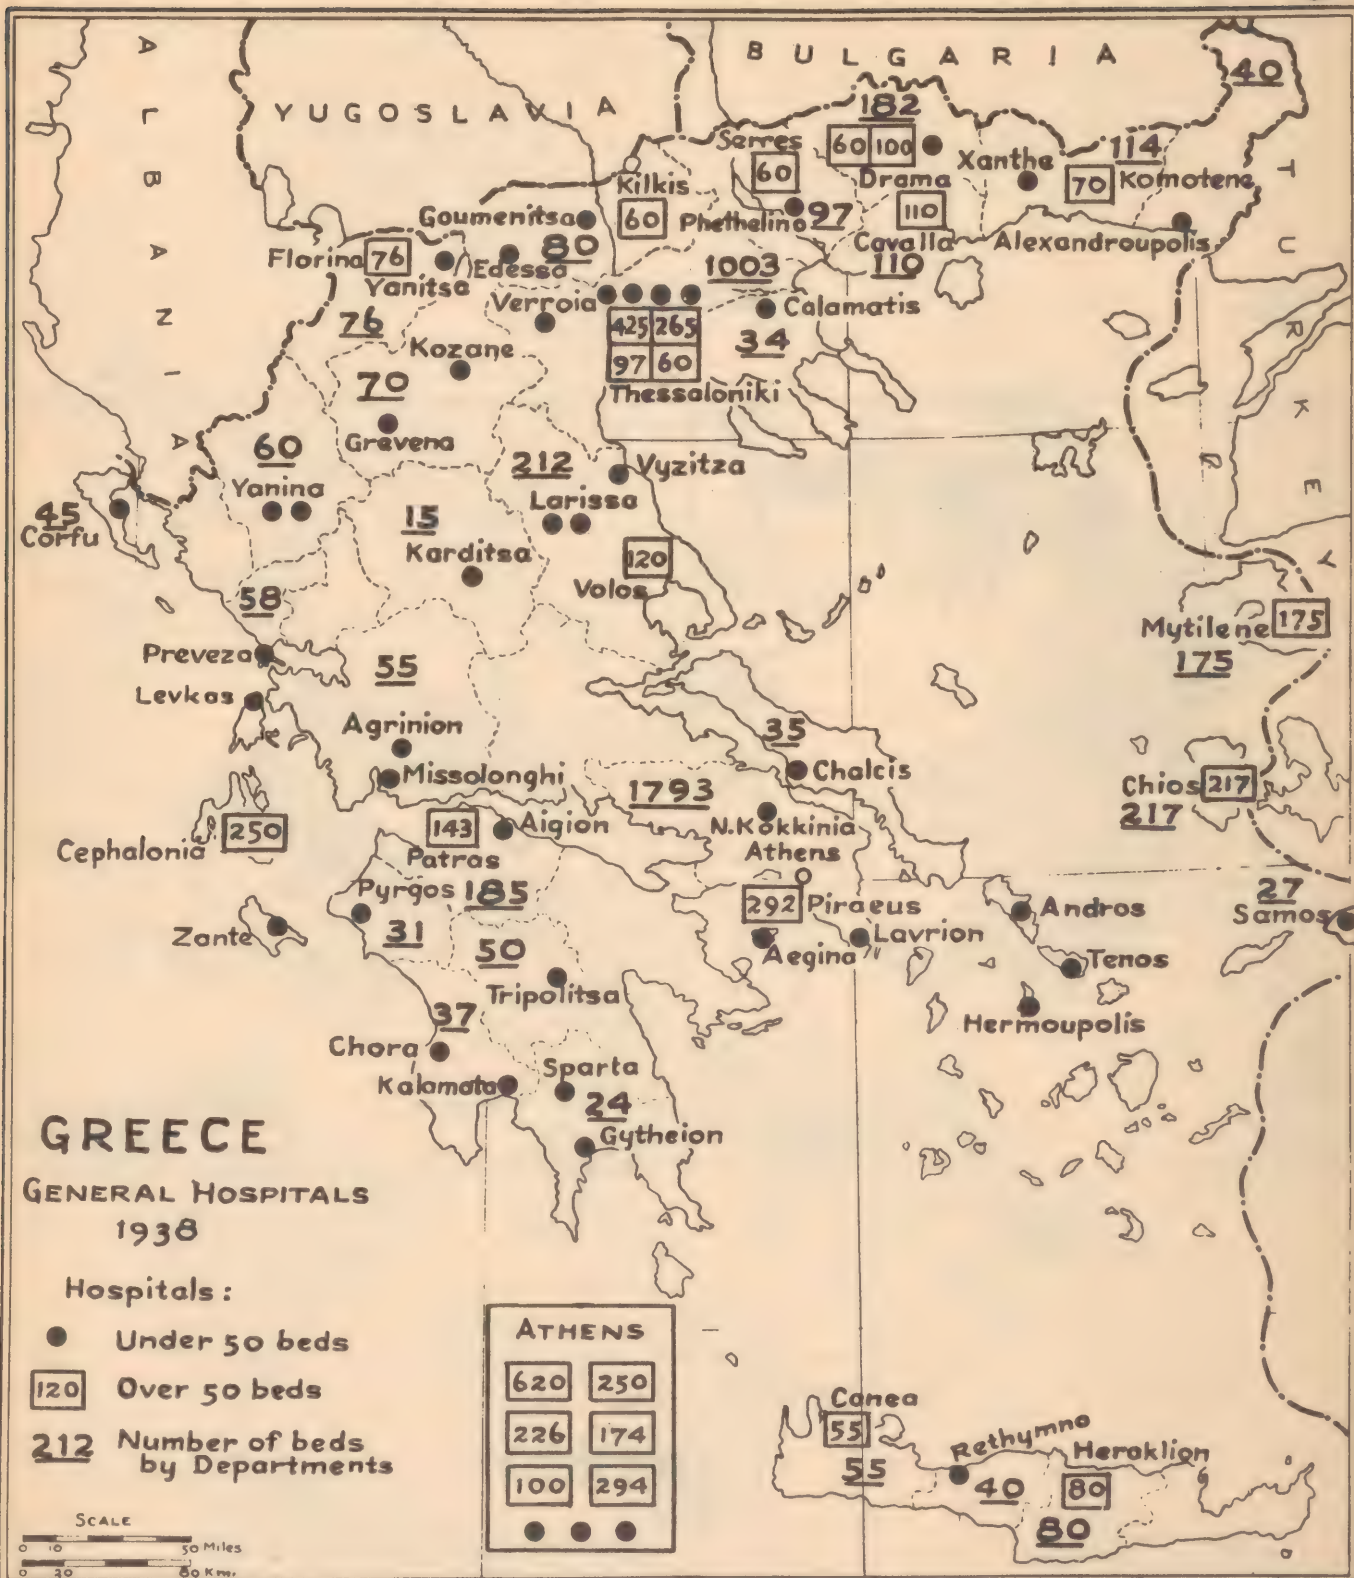 ALBANIA
YUGOSLAVIA
BULGARIA
TURKEY
40
182
Serres
60
60 100
Drama
Xanthe
114
70
Komotene
Kilkis
60
Phethelino
97
110
Cavalla
110
Alexandroupolis
Goumenitsa
80
Florina
76
Edessa
Yanitsa
1003
Verroia
Calamatis
76
425 265
97 60
34
Kozane
Thessaloniki
70
Grevena
60
212
Vyzitza
Yanina
Larissa
45
Corfu
15
Karditsa
120
Volos
58
Mytilene
175
175
Preveza
55
Levkas
Agrinion
35
Chalcis
Missolonghi
1793
Chios
217
217
250
Cephalonia
143
Patras
Aigion
N.Kokkinia
Athens
Pyrgos
185
292
Piraeus
Andros
27
Samos
Zante
31
50
Aegina
Lavrion
Tenos
Tripolitsa
37
Hermoupolis
Chora
Sparta
Kalamata
24
Gytheion
GREECE
GENERAL HOSPITALS
1938
Hospitals:
Under 50 beds
120 Over 50 beds
212 Number of beds
by Departments
SCALE
0 10 50 Miles
0 20 80 Km.
ATHENS
620 250
226 174
100 294
Canea
55
55
Rethymno
40
Heraklion
80
80